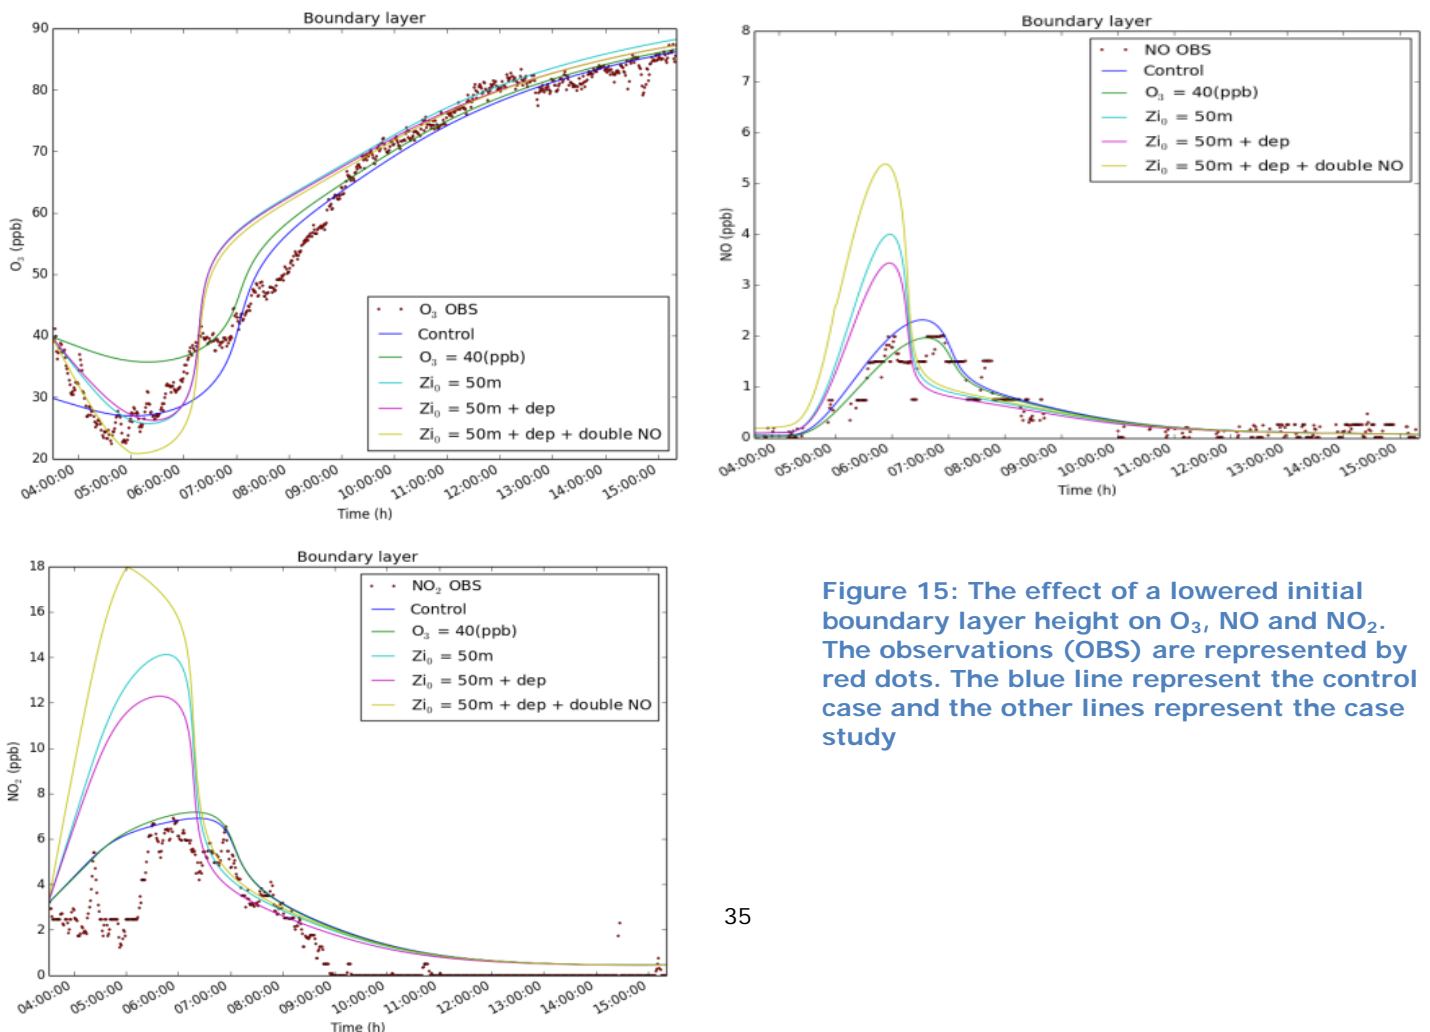 Boundary layer
90
80
70
60
50
40
30
20
O₃ (ppb)
O₃ OBS
Control
O₃ = 40(ppb)
Zi₀ = 50m
Zi₀ = 50m + dep
Zi₀ = 50m + dep + double NO
04:00:00
05:00:00
06:00:00
07:00:00
08:00:00
09:00:00
10:00:00
11:00:00
12:00:00
13:00:00
14:00:00
15:00:00
Time (h)
Boundary layer
8
7
6
5
4
3
2
1
0
NO (ppb)
NO OBS
Control
O₃ = 40(ppb)
Zi₀ = 50m
Zi₀ = 50m + dep
Zi₀ = 50m + dep + double NO
04:00:00
05:00:00
06:00:00
07:00:00
08:00:00
09:00:00
10:00:00
11:00:00
12:00:00
13:00:00
14:00:00
15:00:00
Time (h)
Boundary layer
18
16
14
12
10
8
6
4
2
0
NO₂ (ppb)
NO₂ OBS
Control
O₃ = 40(ppb)
Zi₀ = 50m
Zi₀ = 50m + dep
Zi₀ = 50m + dep + double NO
04:00:00
05:00:00
06:00:00
07:00:00
08:00:00
09:00:00
10:00:00
11:00:00
12:00:00
13:00:00
14:00:00
15:00:00
Time (h)
Figure 15: The effect of a lowered initial
boundary layer height on O₃, NO and NO₂.
The observations (OBS) are represented by
red dots. The blue line represent the control
case and the other lines represent the case
study
35